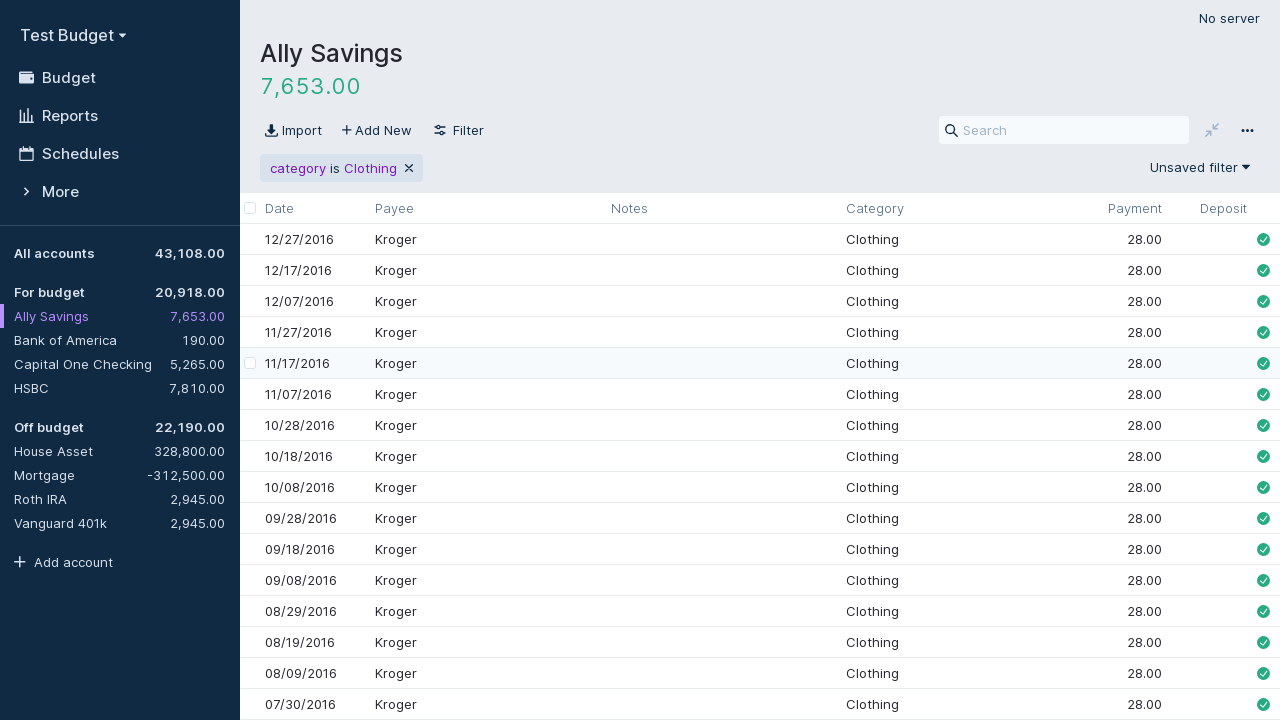 Test Budget
Budget
Reports
Schedules
More
All accounts 43,108.00
For budget 20,918.00
Ally Savings 7,653.00
Bank of America 190.00
Capital One Checking 5,265.00
HSBC 7,810.00
Off budget 22,190.00
House Asset 328,800.00
Mortgage -312,500.00
Roth IRA 2,945.00
Vanguard 401k 2,945.00
Add account
No server
Ally Savings
7,653.00
Import Add New Filter Search
category is Clothing Unsaved filter
Date Payee Notes Category Payment Deposit
12/27/2016 Kroger Clothing 28.00
12/17/2016 Kroger Clothing 28.00
12/07/2016 Kroger Clothing 28.00
11/27/2016 Kroger Clothing 28.00
11/17/2016 Kroger Clothing 28.00
11/07/2016 Kroger Clothing 28.00
10/28/2016 Kroger Clothing 28.00
10/18/2016 Kroger Clothing 28.00
10/08/2016 Kroger Clothing 28.00
09/28/2016 Kroger Clothing 28.00
09/18/2016 Kroger Clothing 28.00
09/08/2016 Kroger Clothing 28.00
08/29/2016 Kroger Clothing 28.00
08/19/2016 Kroger Clothing 28.00
08/09/2016 Kroger Clothing 28.00
07/30/2016 Kroger Clothing 28.00